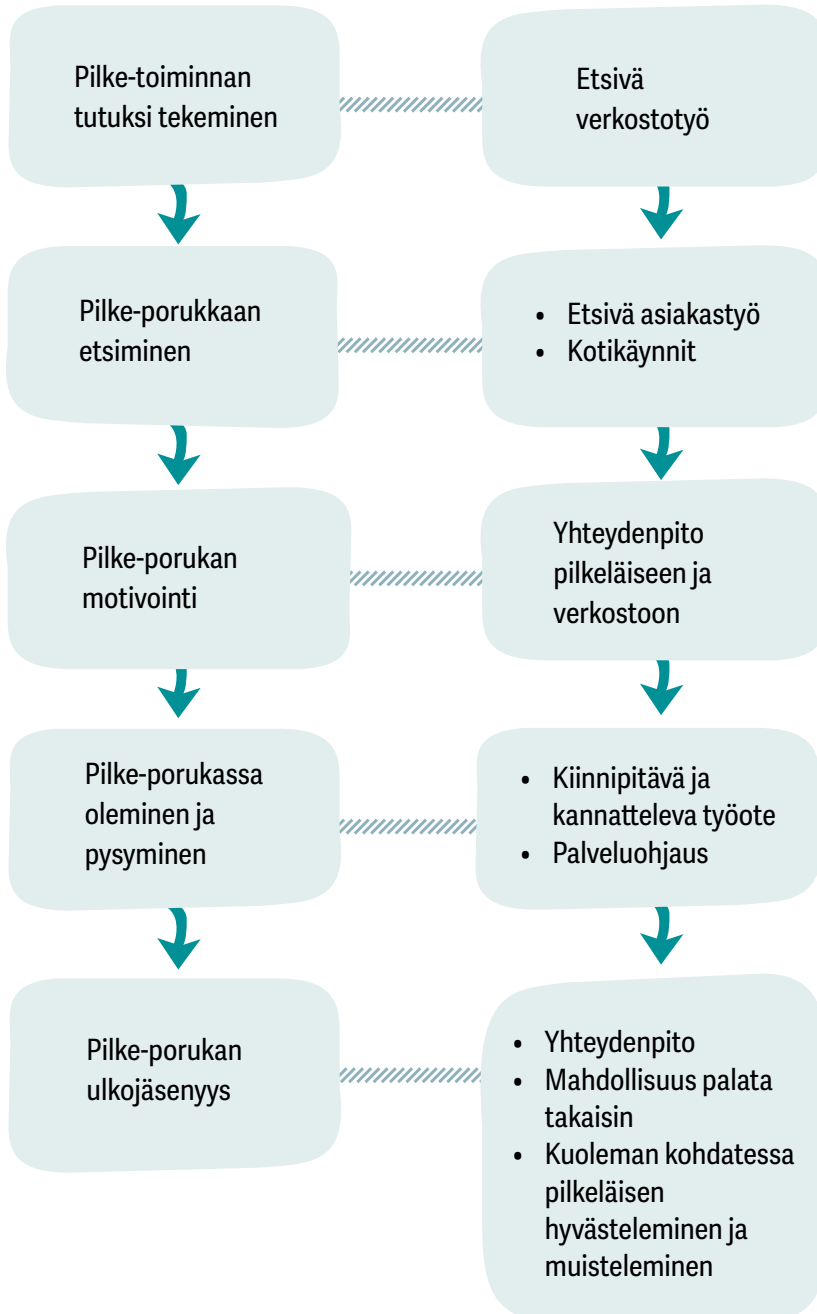 Pilke-toiminnan
tutuksi tekeminen
Etsivä
verkostotyö
Pilke-porukkaan
etsiminen
• Etsivä asiakastyö
• Kotikäynnit
Pilke-porukan
motivointi
Yhteydenpito
pilkeläiseen ja
verkostoon
Pilke-porukassa
oleminen ja
pysyminen
• Kiinnipitävä ja
kannatteleva työote
• Palveluohjaus
Pilke-porukan
ulkojäsenyys
• Yhteydenpito
• Mahdollisuus palata
takaisin
• Kuoleman kohdatessa
pilkeläisen
hyvästeleminen ja
muisteleminen